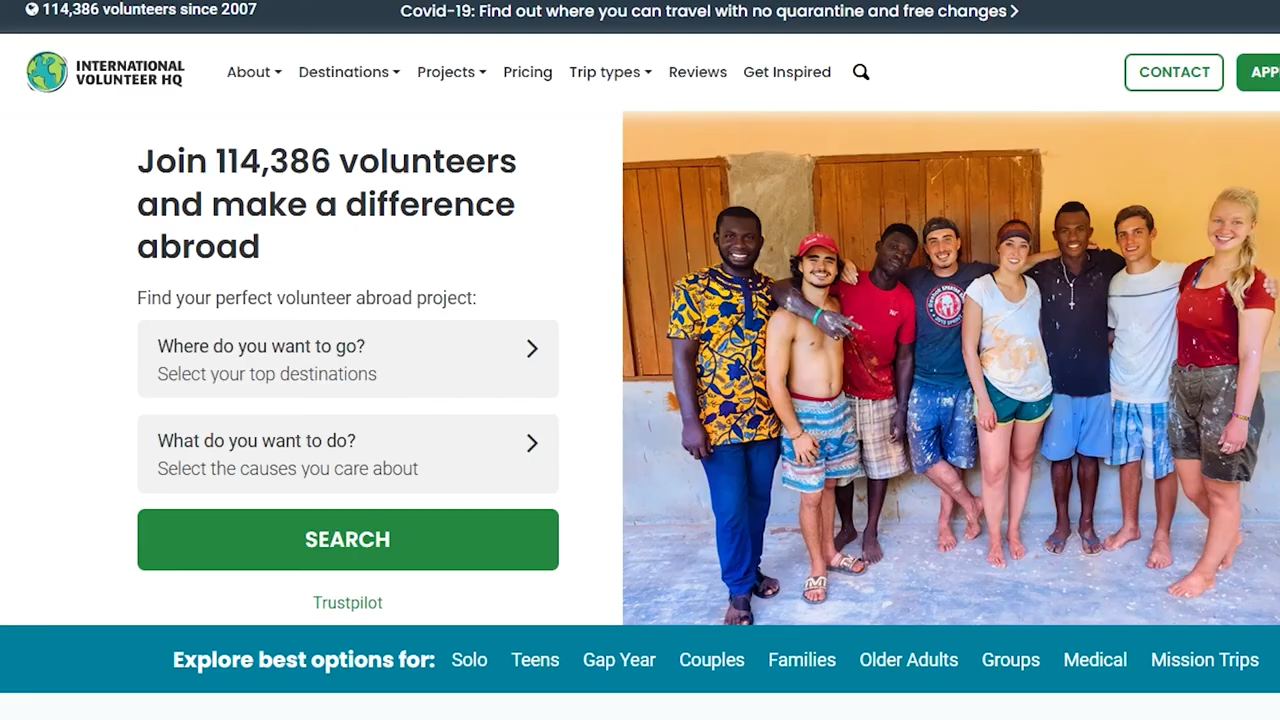 114,386 volunteers since 2007
Covid-19: Find out where you can travel with no quarantine and free changes
INTERNATIONAL
VOLUNTEER HQ
About
Destinations
Projects
Pricing
Trip types
Reviews
Get Inspired
CONTACT
APP
Join 114,386 volunteers
and make a difference
abroad
Find your perfect volunteer abroad project:
Where do you want to go?
Select your top destinations
What do you want to do?
Select the causes you care about
SEARCH
Trustpilot
Explore best options for: Solo Teens Gap Year Couples Families Older Adults Groups Medical Mission Trips